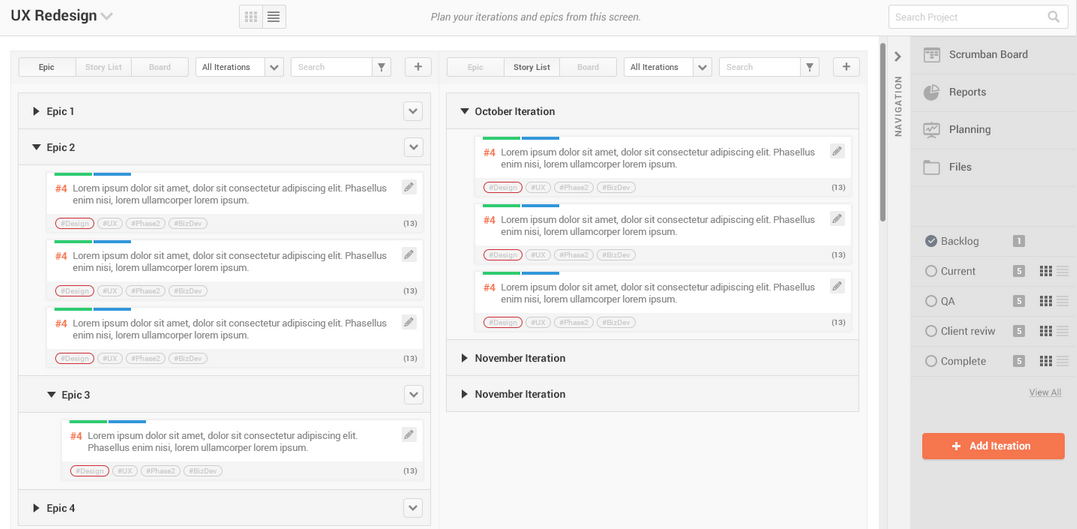 UX Redesign
Plan your iterations and epics from this screen.
Search Project
Epic
Story List
Board
All Iterations
Search
+
Epic 1
Epic 2
#4 Lorem ipsum dolor sit amet, dolor sit consectetur adipiscing elit. Phasellus
enim nisi, lorem ullamcorper lorem ipsum.
#Design #UX #Phase2 #BizDev (13)
#4 Lorem ipsum dolor sit amet, dolor sit consectetur adipiscing elit. Phasellus
enim nisi, lorem ullamcorper lorem ipsum.
#Design #UX #Phase2 #BizDev (13)
#4 Lorem ipsum dolor sit amet, dolor sit consectetur adipiscing elit. Phasellus
enim nisi, lorem ullamcorper lorem ipsum.
#Design #UX #Phase2 #BizDev (13)
Epic 3
#4 Lorem ipsum dolor sit amet, dolor sit consectetur adipiscing elit.
Phasellus enim nisi, lorem ullamcorper lorem ipsum.
#Design #UX #Phase2 #BizDev (13)
Epic 4
Epic
Story List
Board
All Iterations
Search
+
October Iteration
#4 Lorem ipsum dolor sit amet, dolor sit consectetur adipiscing elit. Phasellus
enim nisi, lorem ullamcorper lorem ipsum.
#Design #UX #Phase2 #BizDev (13)
#4 Lorem ipsum dolor sit amet, dolor sit consectetur adipiscing elit. Phasellus
enim nisi, lorem ullamcorper lorem ipsum.
#Design #UX #Phase2 #BizDev (13)
#4 Lorem ipsum dolor sit amet, dolor sit consectetur adipiscing elit. Phasellus
enim nisi, lorem ullamcorper lorem ipsum.
#Design #UX #Phase2 #BizDev (13)
November Iteration
November Iteration
NAVIGATION
Scrumban Board
Reports
Planning
Files
Backlog 1
Current 5
QA 5
Client reviw 5
Complete 5
View All
+ Add Iteration